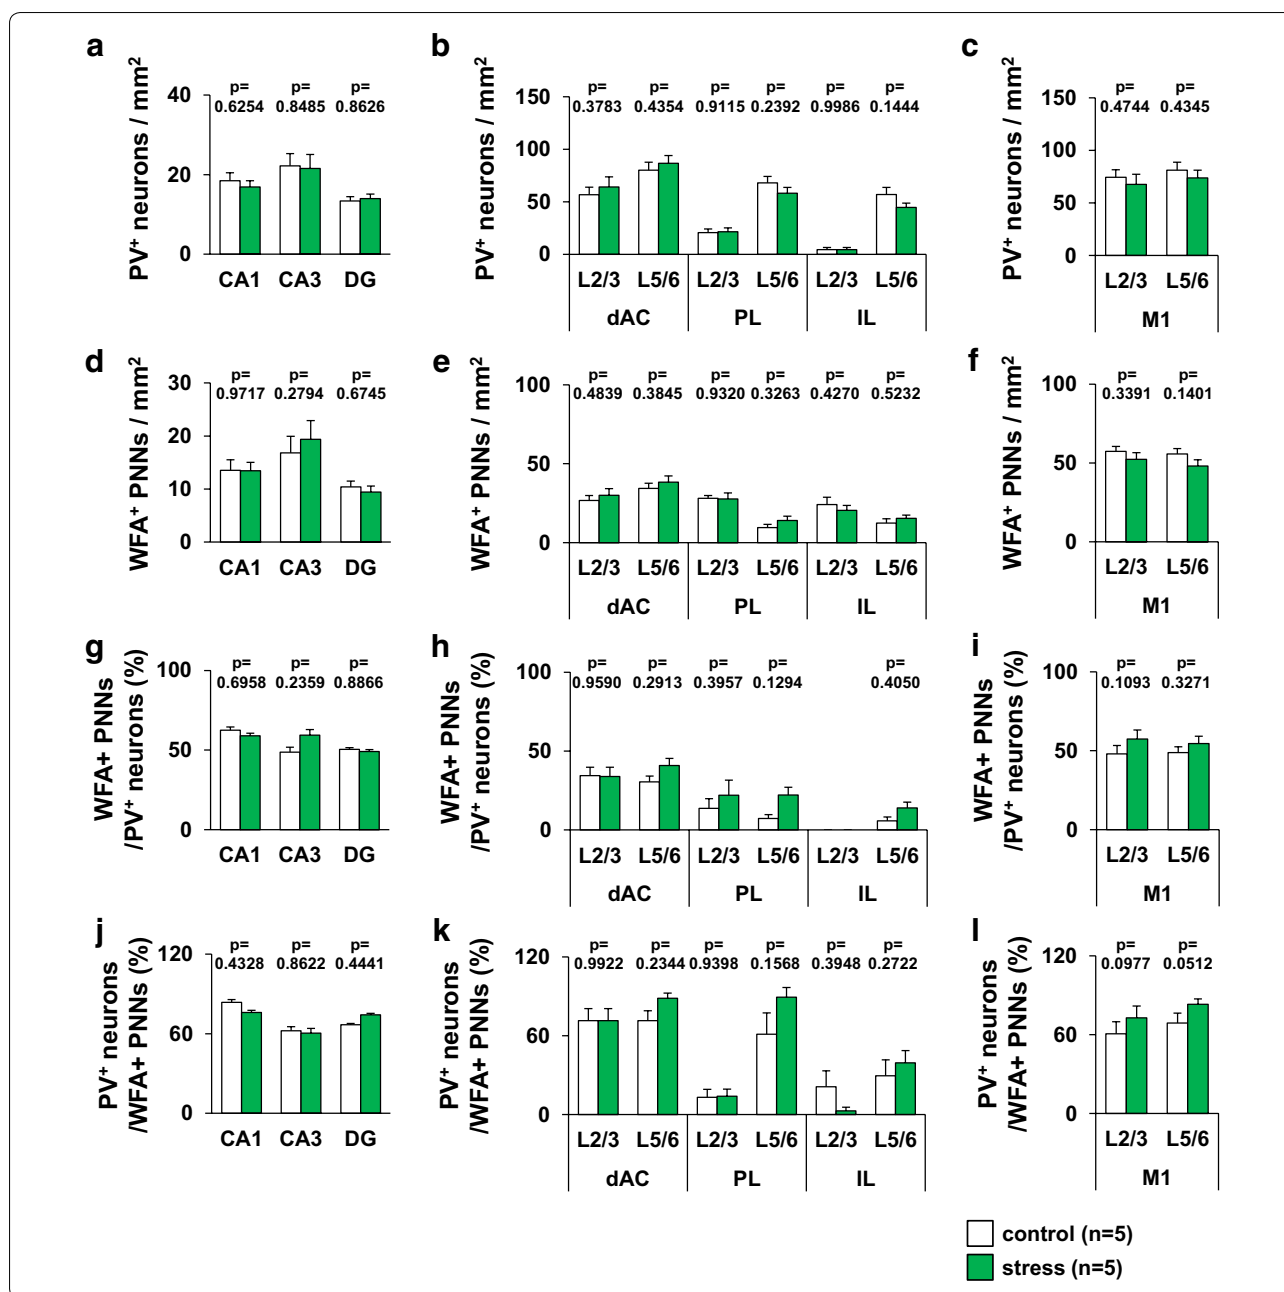 a
PV⁺ neurons / mm²
p= p= p=
0.6254 0.8485 0.8626
40
20
0
CA1 CA3 DG
b
PV⁺ neurons / mm²
p= p= p= p= p= p=
0.3783 0.4354 0.9115 0.2392 0.9986 0.1444
150
100
50
0
L2/3 L5/6 L2/3 L5/6 L2/3 L5/6
dAC PL IL
c
PV⁺ neurons / mm²
p= p=
0.4744 0.4345
150
100
50
0
L2/3 L5/6
M1
d
WFA⁺ PNNs / mm²
p= p= p=
0.9717 0.2794 0.6745
30
20
10
0
CA1 CA3 DG
e
WFA⁺ PNNs / mm²
p= p= p= p= p= p=
0.4839 0.3845 0.9320 0.3263 0.4270 0.5232
100
50
0
L2/3 L5/6 L2/3 L5/6 L2/3 L5/6
dAC PL IL
f
WFA⁺ PNNs / mm²
p= p=
0.3391 0.1401
100
50
0
L2/3 L5/6
M1
g
WFA+ PNNs
/PV⁺ neurons (%)
p= p= p=
0.6958 0.2359 0.8866
100
50
0
CA1 CA3 DG
h
WFA+ PNNs
/PV⁺ neurons (%)
p= p= p= p= p=
0.9590 0.2913 0.3957 0.1294 0.4050
100
50
0
L2/3 L5/6 L2/3 L5/6 L2/3 L5/6
dAC PL IL
i
WFA+ PNNs
/PV⁺ neurons (%)
p= p=
0.1093 0.3271
100
50
0
L2/3 L5/6
M1
j
PV⁺ neurons
/WFA+ PNNs (%)
p= p= p=
0.4328 0.8622 0.4441
120
60
0
CA1 CA3 DG
k
PV⁺ neurons
/WFA+ PNNs (%)
p= p= p= p= p= p=
0.9922 0.2344 0.9398 0.1568 0.3948 0.2722
120
60
0
L2/3 L5/6 L2/3 L5/6 L2/3 L5/6
dAC PL IL
l
PV⁺ neurons
/WFA+ PNNs (%)
p= p=
0.0977 0.0512
120
60
0
L2/3 L5/6
M1
control (n=5)
stress (n=5)